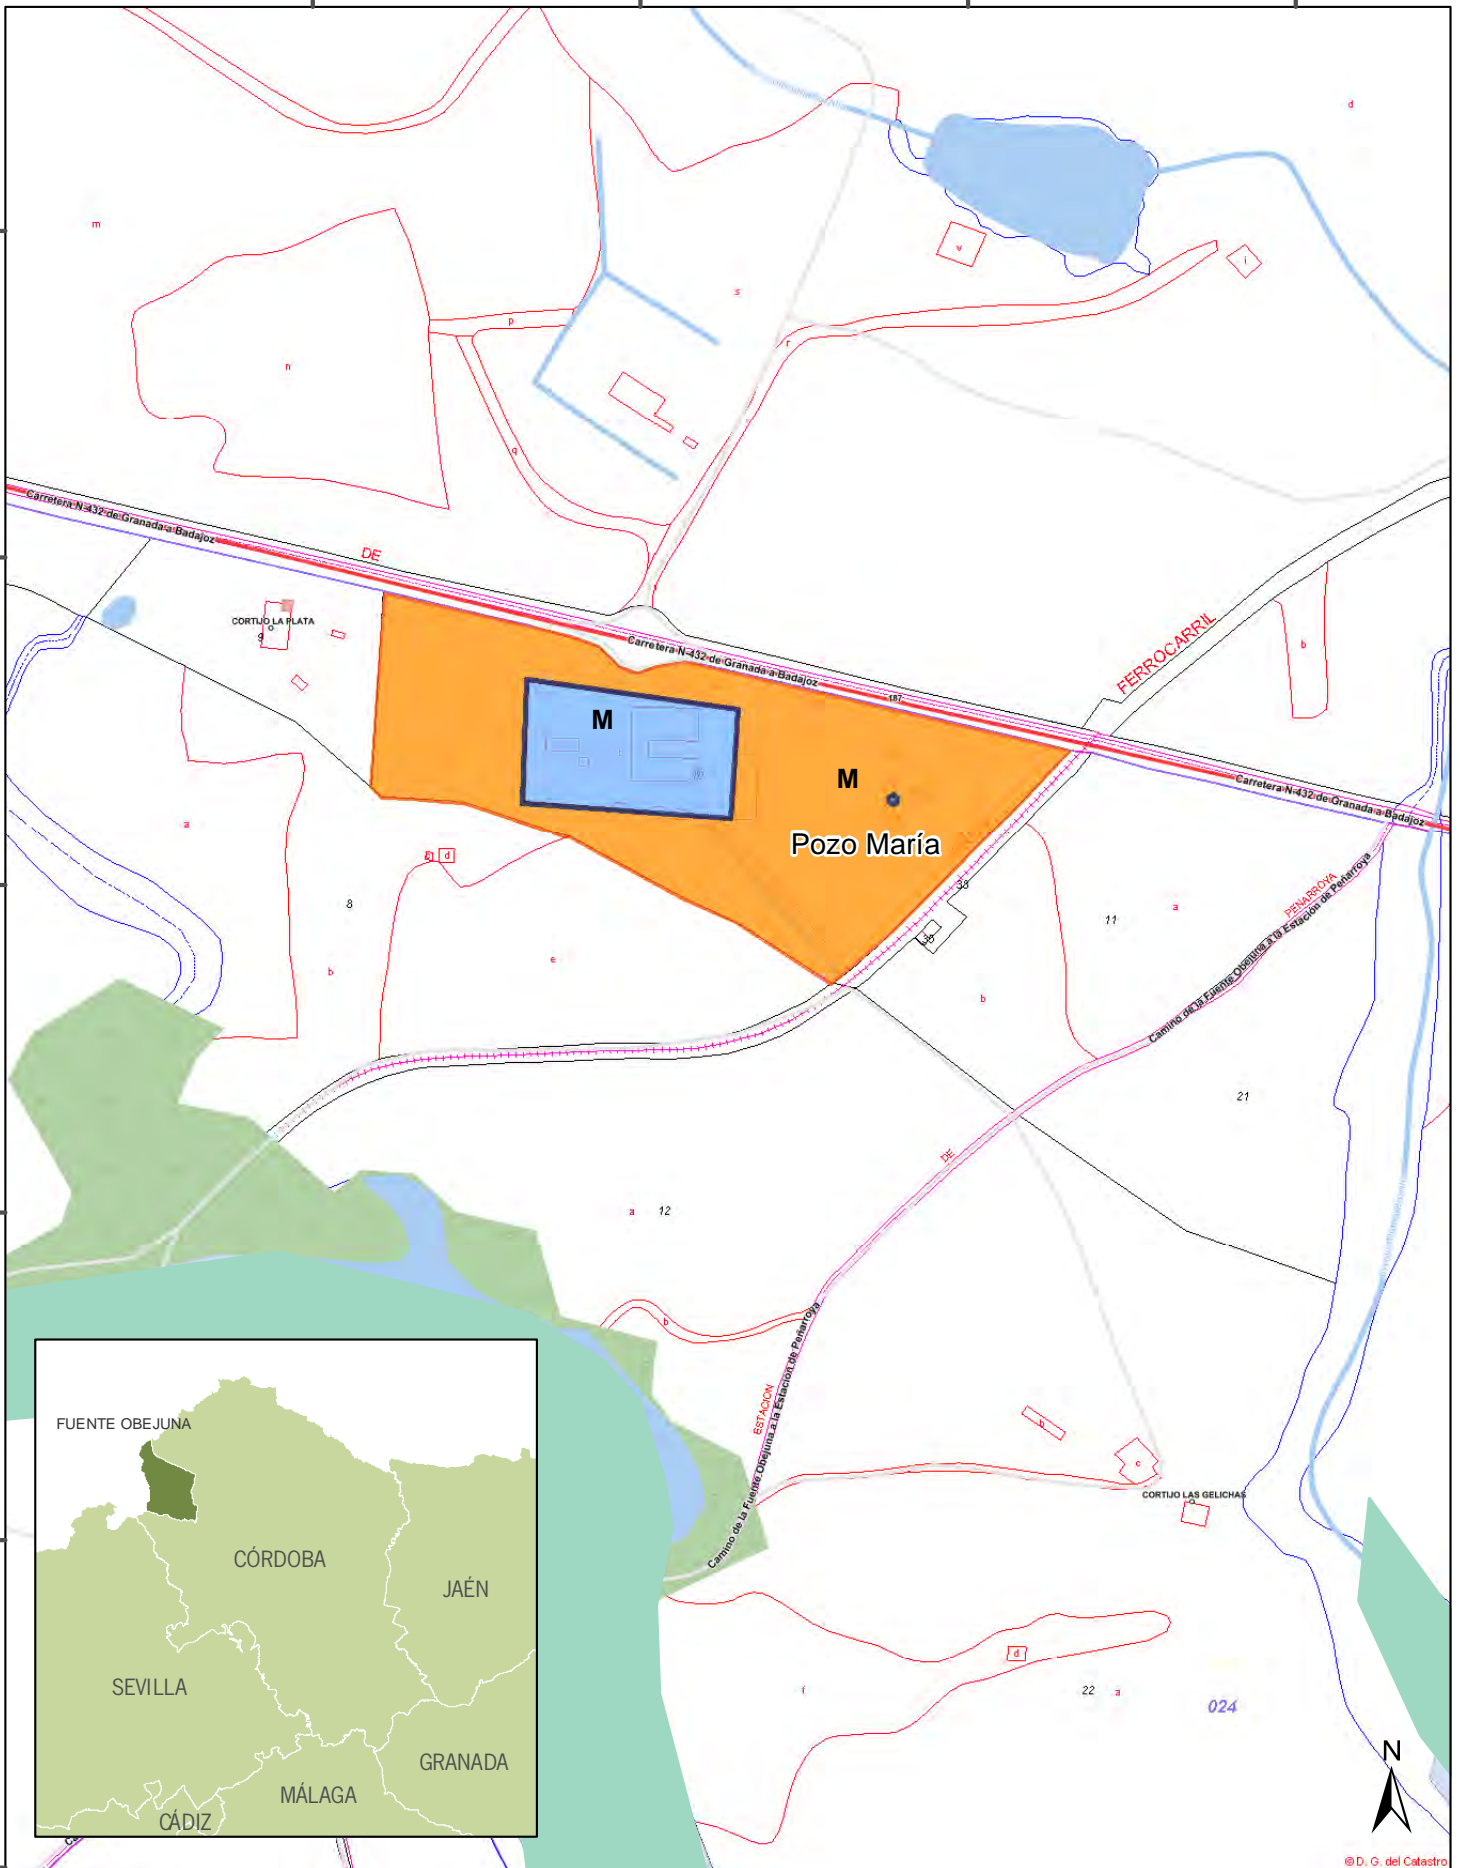 d
m
v
i
s
p
r
n
q
Carretera N-432 de Granada a Badajoz
DE
CORTIJO LA PLATA
9
Carretera N-432 de Granada a Badajoz
187
FERROCARRIL
b
M
M
Pozo María
Carretera N-432 de Granada a Badajoz
a
d
8
33
PEÑARROYA
Camino de la Fuente Obejuna a la Estación de Peñarroya
11
a
b
e
b
21
DE
a
12
b
ESTACION
Camino de la Fuente Obejuna a la Estación de Peñarroya
b
c
CORTIJO LAS GELICHAS
FUENTE OBEJUNA
CÓRDOBA
JAÉN
SEVILLA
GRANADA
MÁLAGA
CÁDIZ
d
f
22
a
024
N
© D. G. del Catastro